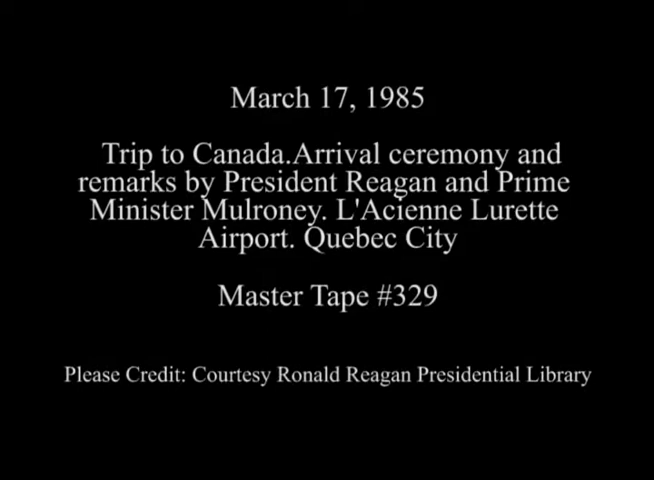 March 17, 1985
Trip to Canada.Arrival ceremony and
remarks by President Reagan and Prime
Minister Mulroney. L'Acienne Lurette
Airport. Quebec City
Master Tape #329
Please Credit: Courtesy Ronald Reagan Presidential Library